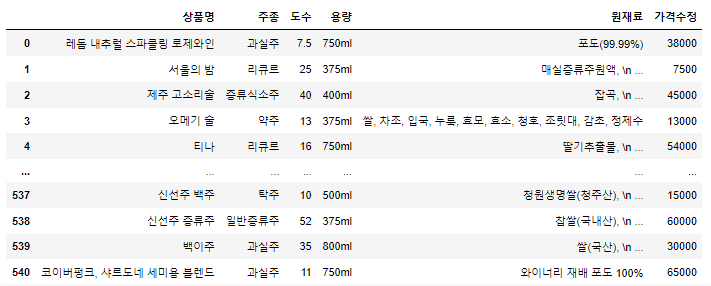 상품명 주종 도수 용량 원재료 가격수정
0 레돔 내추럴 스파클링 로제와인 과실주 7.5 750ml 포도(99.99%) 38000
1 서울의 밤 리큐르 25 375ml 매실증류주원액, \n ... 7500
2 제주 고소리술 증류식소주 40 400ml 잡곡, \n ... 45000
3 오메기 술 약주 13 375ml 쌀, 차조, 입국, 누룩, 효모, 효소, 청호, 조릿대, 감초, 정제수 13000
4 티나 리큐르 16 750ml 딸기추출물, \n ... 54000
... ... ... ... ... ... ...
537 신선주 백주 탁주 10 500ml 청원생명쌀(청주산), \n ... 15000
538 신선주 증류주 일반증류주 52 375ml 찹쌀(국내산), \n ... 60000
539 백이주 과실주 35 800ml 쌀(국산), \n ... 30000
540 코이버펑크, 샤르도네 세미용 블렌드 과실주 11 750ml 와이너리 재배 포도 100% 65000